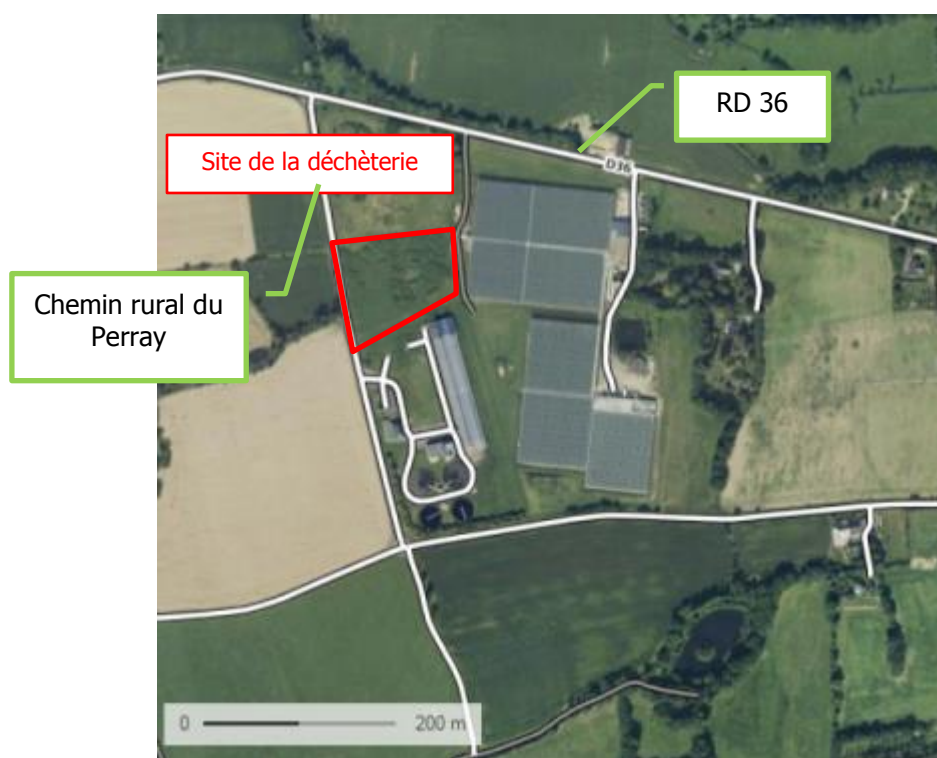 RD 36
Site de la déchèterie
D36
Chemin rural du
Perray
0 200 m